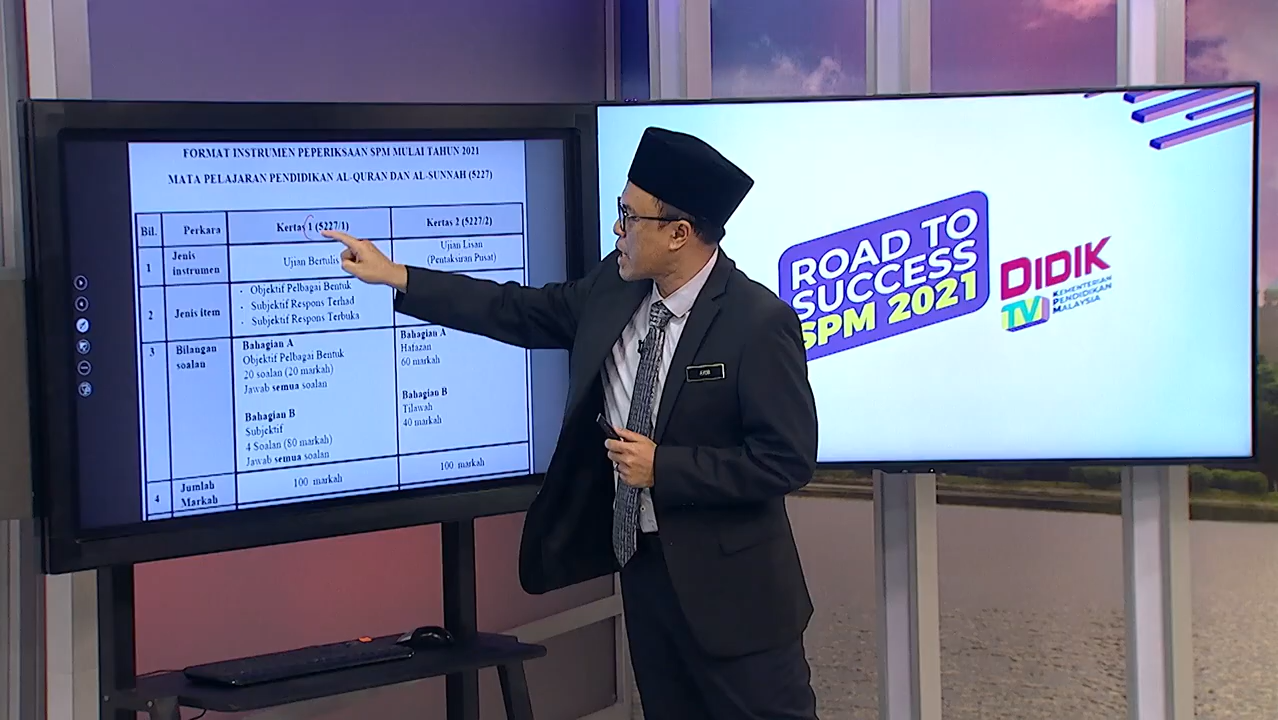 FORMAT INSTRUMEN PEPERIKSAAN SPM MULAI TAHUN 2021
MATA PELAJARAN PENDIDIKAN AL-QURAN DAN AL-SUNNAH (5227)
Bil.
Perkara
Kertas 1 (5227/1)
Kertas 2 (5227/2)
1
Jenis
instrumen
Ujian Bertulis
Ujian Lisan
(Pentaksiran Pusat)
2
Jenis item
· Objektif Pelbagai Bentuk
· Subjektif Respons Terhad
· Subjektif Respons Terbuka
3
Bilangan
soalan
Bahagian A
Objektif Pelbagai Bentuk
20 soalan (20 markah)
Jawab semua soalan
Bahagian B
Subjektif
4 Soalan (80 markah)
Jawab semua soalan
Bahagian A
Hafazan
60 markah
Bahagian B
Tilawah
40 markah
4
Jumlah
Markah
100 markah
100 markah
ROAD TO
SUCCESS
SPM 2021
DIDIK
TV
KEMENTERIAN
PENDIDIKAN
MALAYSIA